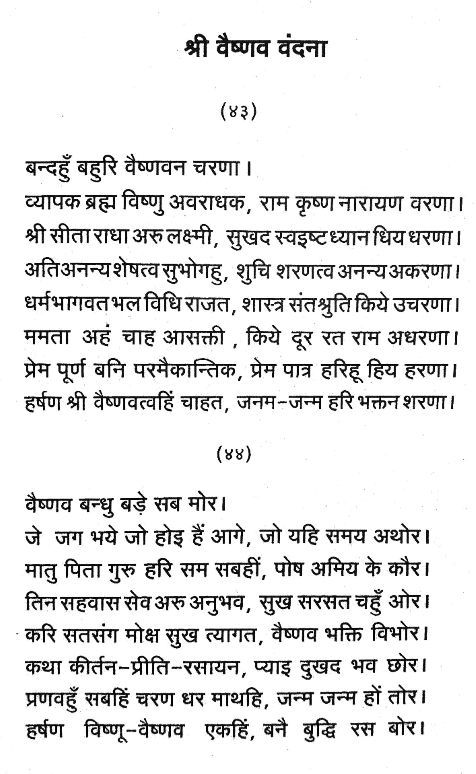 श्री वैष्णव वंदना
(४३)
बन्दहुँ बहुरि वैष्णवन चरणा।
व्यापक ब्रह्म विष्णु अवराधक, राम कृष्ण नारायण वरणा।
श्री सीता राधा अरु लक्ष्मी, सुखद स्वइष्ट ध्यान धिय धरणा।
अति अनन्य शेषत्व सुभोगहु, शुचि शरणत्व अनन्य अकरणा।
धर्म भागवत भल विधि राजत, शास्त्र संत श्रुति किये उचरणा।
ममता अहं चाह आसक्ती , किये दूर रत राम अधरणा।
प्रेम पूर्ण बनि परमैकान्तिक, प्रेम पात्र हरिहू हिय हरणा।
हर्षण श्री वैष्णवत्वहिं चाहत, जनम-जन्म हरि भक्तन शरणा।
(४४)
वैष्णव बन्धु बड़े सब मोर।
जे जग भये जो होइ हैं आगे, जो यहि समय अथोर।
मातु पिता गुरु हरि सम सबहीं, पोष अमिय के कौर।
तिन सहवास सेव अरु अनुभव, सुख सरसत चहुँ ओर।
करि सतसंग मोक्ष सुख त्यागत, वैष्णव भक्ति विभोर।
कथा कीर्तन-प्रीति-रसायन, प्याइ दुखद भव छोर।
प्रणवहुँ सबहिं चरण धर माथहि, जन्म जन्म हों तोर।
हर्षण विष्णू-वैष्णव एकहिं, बनै बुद्धि रस बोर।